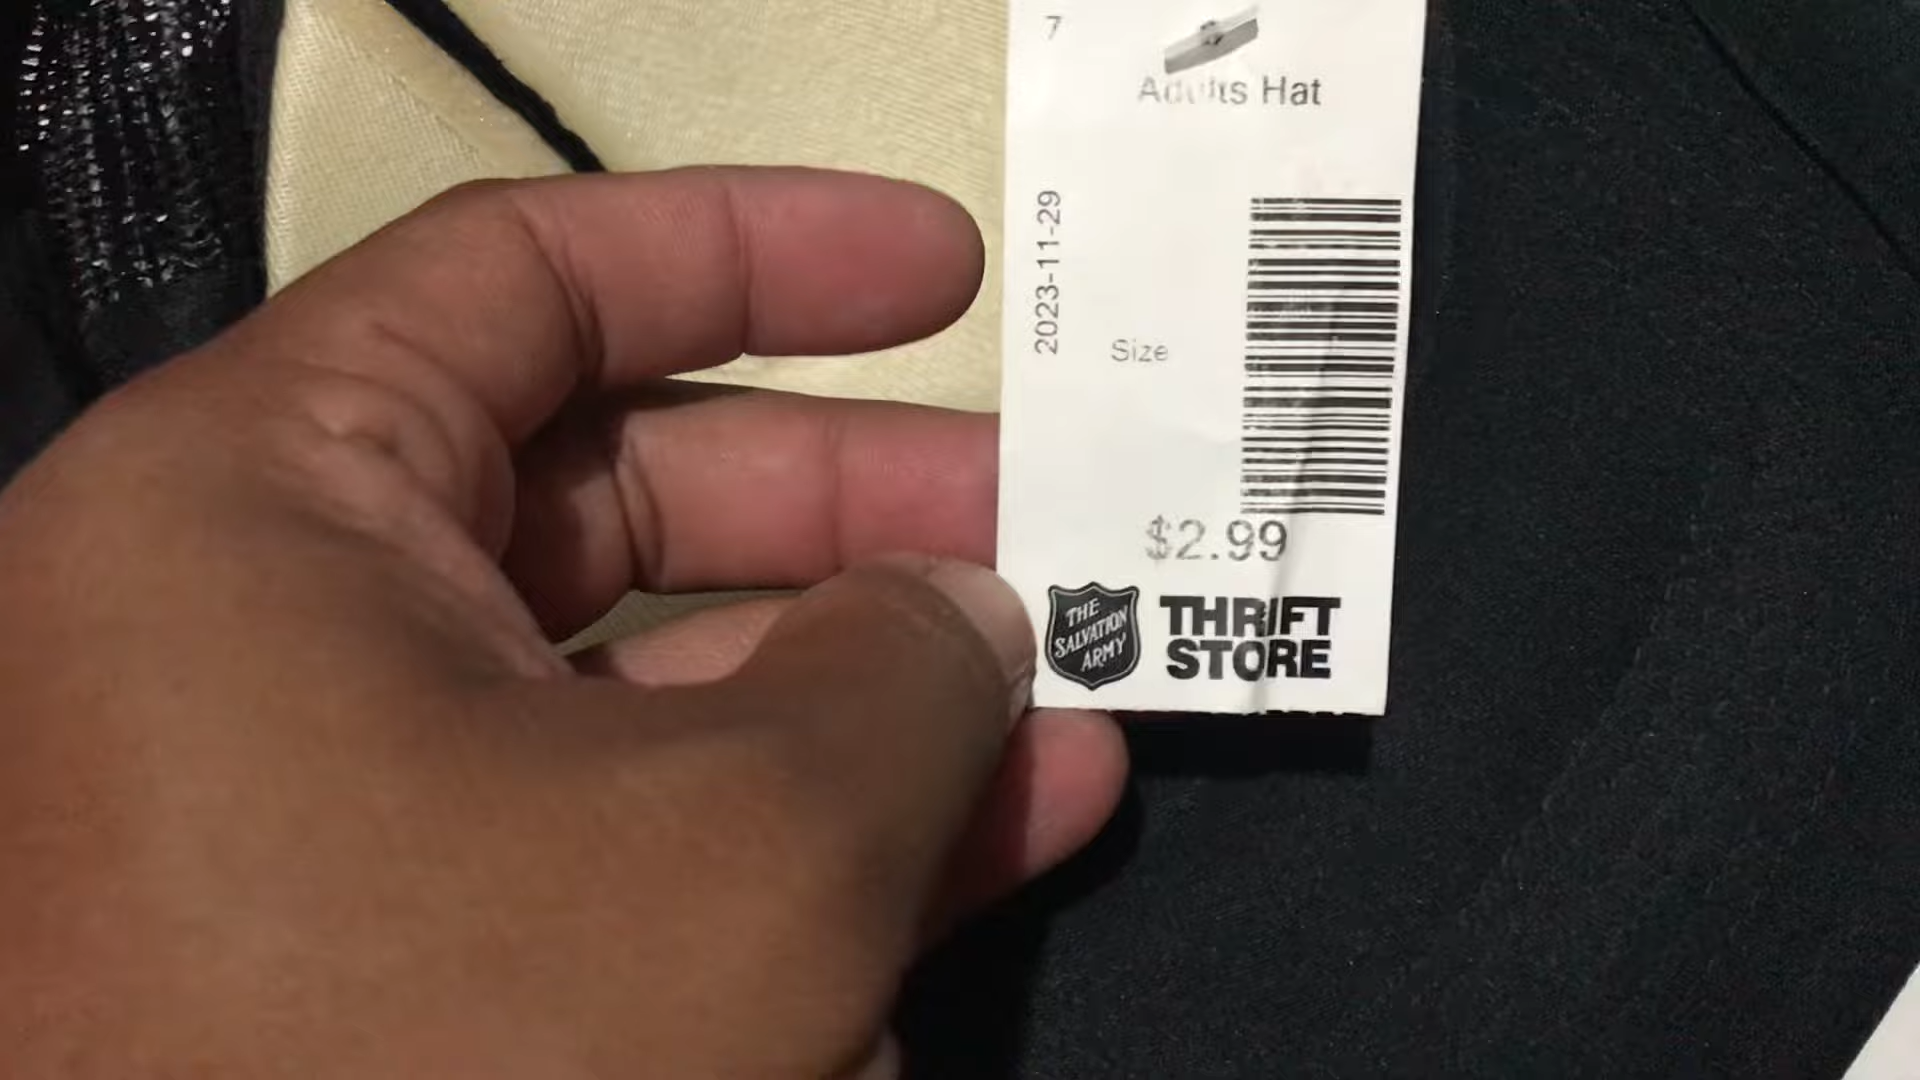 7
Adults Hat
2023-11-29
Size
$2.99
THE
SALVATION
ARMY
THRIFT
STORE